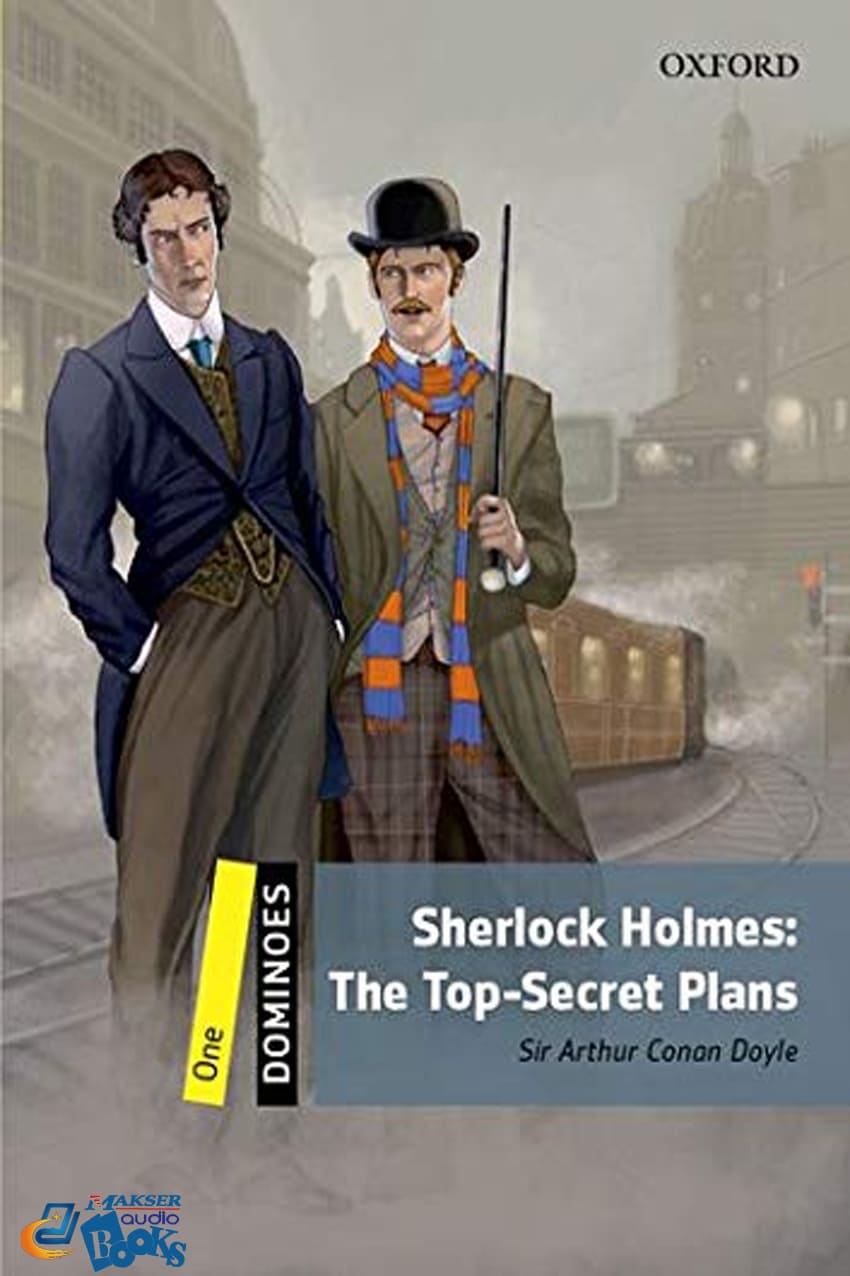 OXFORD
Sherlock Holmes:
The Top-Secret Plans
Sir Arthur Conan Doyle
One
DOMINOES
MAKSER
audio
BOOKS